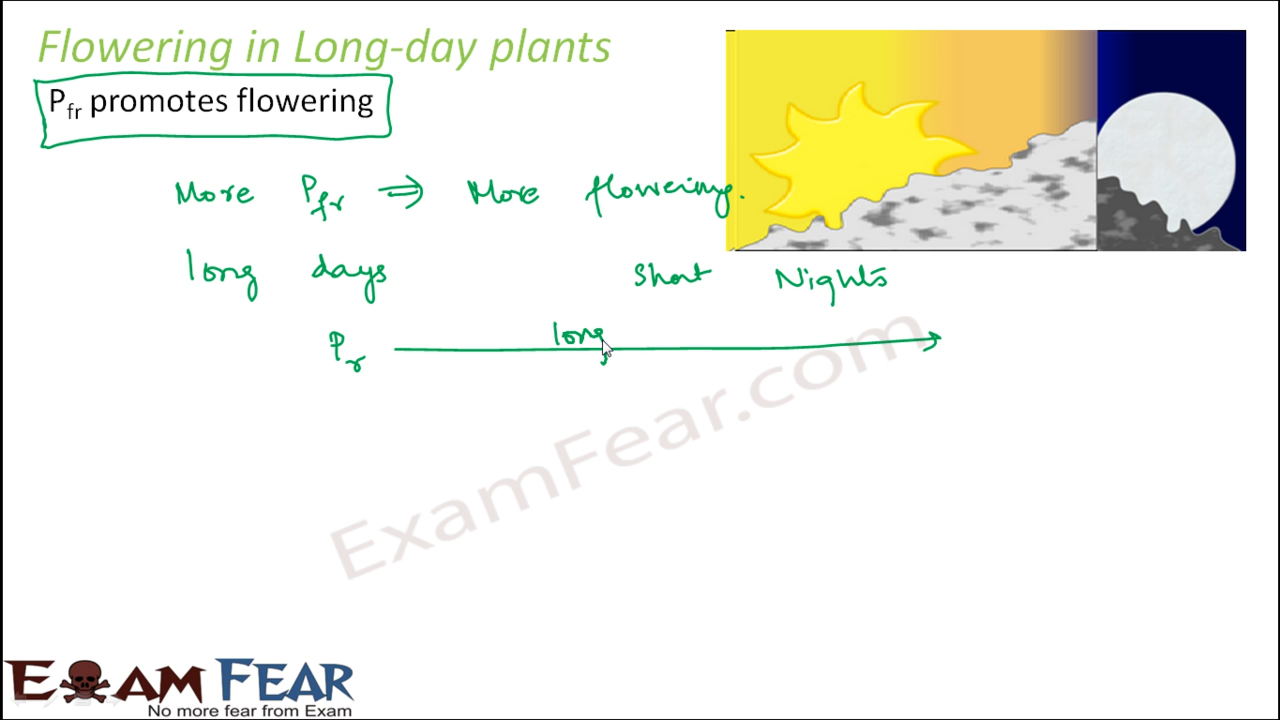 Flowering in Long-day plants
Pfr promotes flowering
More Pfr ⇒ More flowering.
long days Short Nights
long
Pr
ExamFear.com
EXAM FEAR
No more fear from Exam